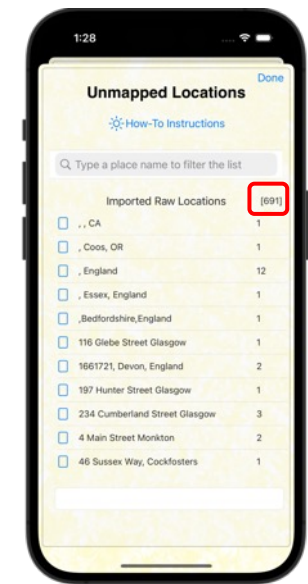 1:28
Done
Unmapped Locations
How-To Instructions
Type a place name to filter the list
Imported Raw Locations [691]
, , CA 1
, Coos, OR 1
, England 12
, Essex, England 1
,Bedfordshire,England 1
116 Glebe Street Glasgow 1
1661721, Devon, England 2
197 Hunter Street Glasgow 1
234 Cumberland Street Glasgow 3
4 Main Street Monkton 2
46 Sussex Way, Cockfosters 1